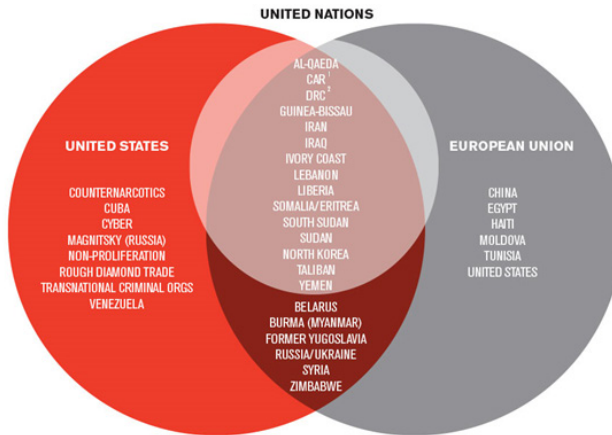 UNITED NATIONS
AL-QAEDA
CAR 1
DRC 2
GUINEA-BISSAU
IRAN
IRAQ
IVORY COAST
LEBANON
LIBERIA
SOMALIA/ERITREA
SOUTH SUDAN
SUDAN
NORTH KOREA
TALIBAN
YEMEN
BELARUS
BURMA (MYANMAR)
FORMER YUGOSLAVIA
RUSSIA/UKRAINE
SYRIA
ZIMBABWE
UNITED STATES
COUNTERNARCOTICS
CUBA
CYBER
MAGNITSKY (RUSSIA)
NON-PROLIFERATION
ROUGH DIAMOND TRADE
TRANSNATIONAL CRIMINAL ORGS
VENEZUELA
EUROPEAN UNION
CHINA
EGYPT
HAITI
MOLDOVA
TUNISIA
UNITED STATES